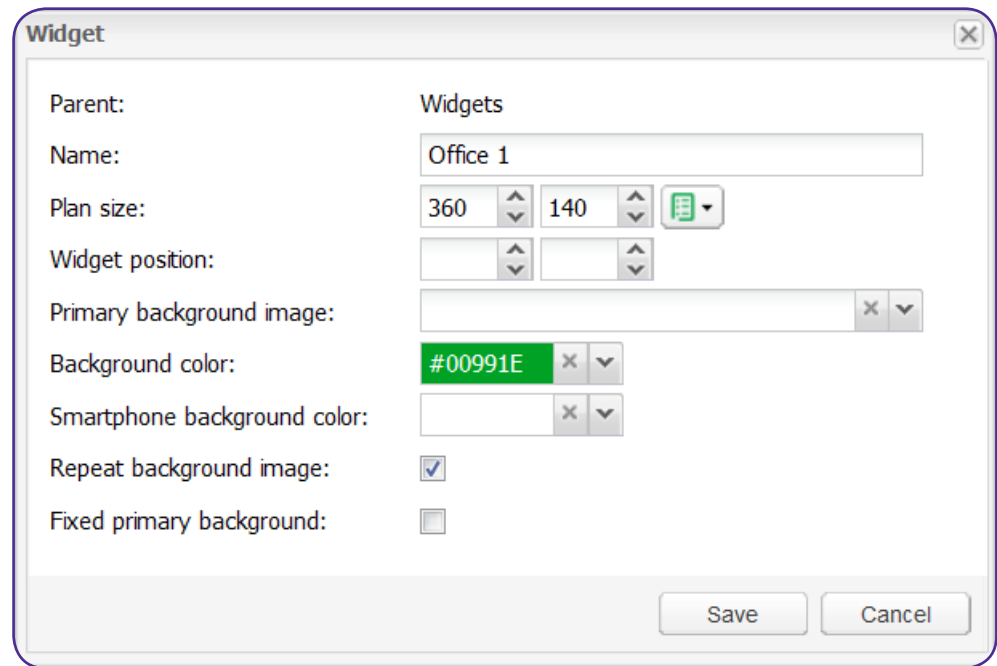 Widget
Parent: Widgets
Name: Office 1
Plan size: 360 140
Widget position:
Primary background image:
Background color: #00991E
Smartphone background color:
Repeat background image:
Fixed primary background:
Save Cancel